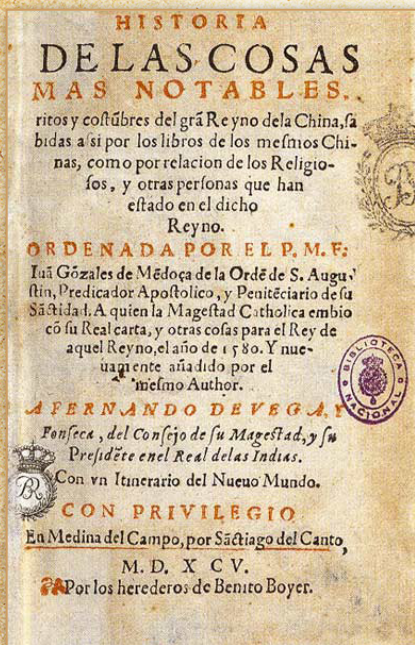 HISTORIA
DE LAS COSAS
MAS NOTABLES.
ritos y costũbres del grã Reyno dela China, sa
bidas assi por los libros de los mesmos Chi-
nas, como por relacion de los Religio-
sos, y otras personas que han
estado en el dicho
Reyno.
ORDENADA POR EL P. M. F.
Iuã Gõzales de Mẽdoça de la Ordẽ de S. Augu-
stin, Predicador Apostolico, y Penitẽciario de su
Sãctidad. A quien la Magestad Catholica embio
cõ su Real carta, y otras cosas para el Rey de
aquel Reyno, el año de 1580. Y nue-
uamente añadido por el
mesmo Author.
A FERNANDO DE VEGA, Y
Fonseca, del Consejo de su Magestad, y su
Presidẽte en el Real delas Indias.
Con vn Itinerario del Nueuo Mundo.
CON PRIVILEGIO
En Medina del Campo, por Sãctiago del Canto,
M. D. X C V.
Por los herederos de Benito Boyer.
BIBLIOTECA
NACIONAL